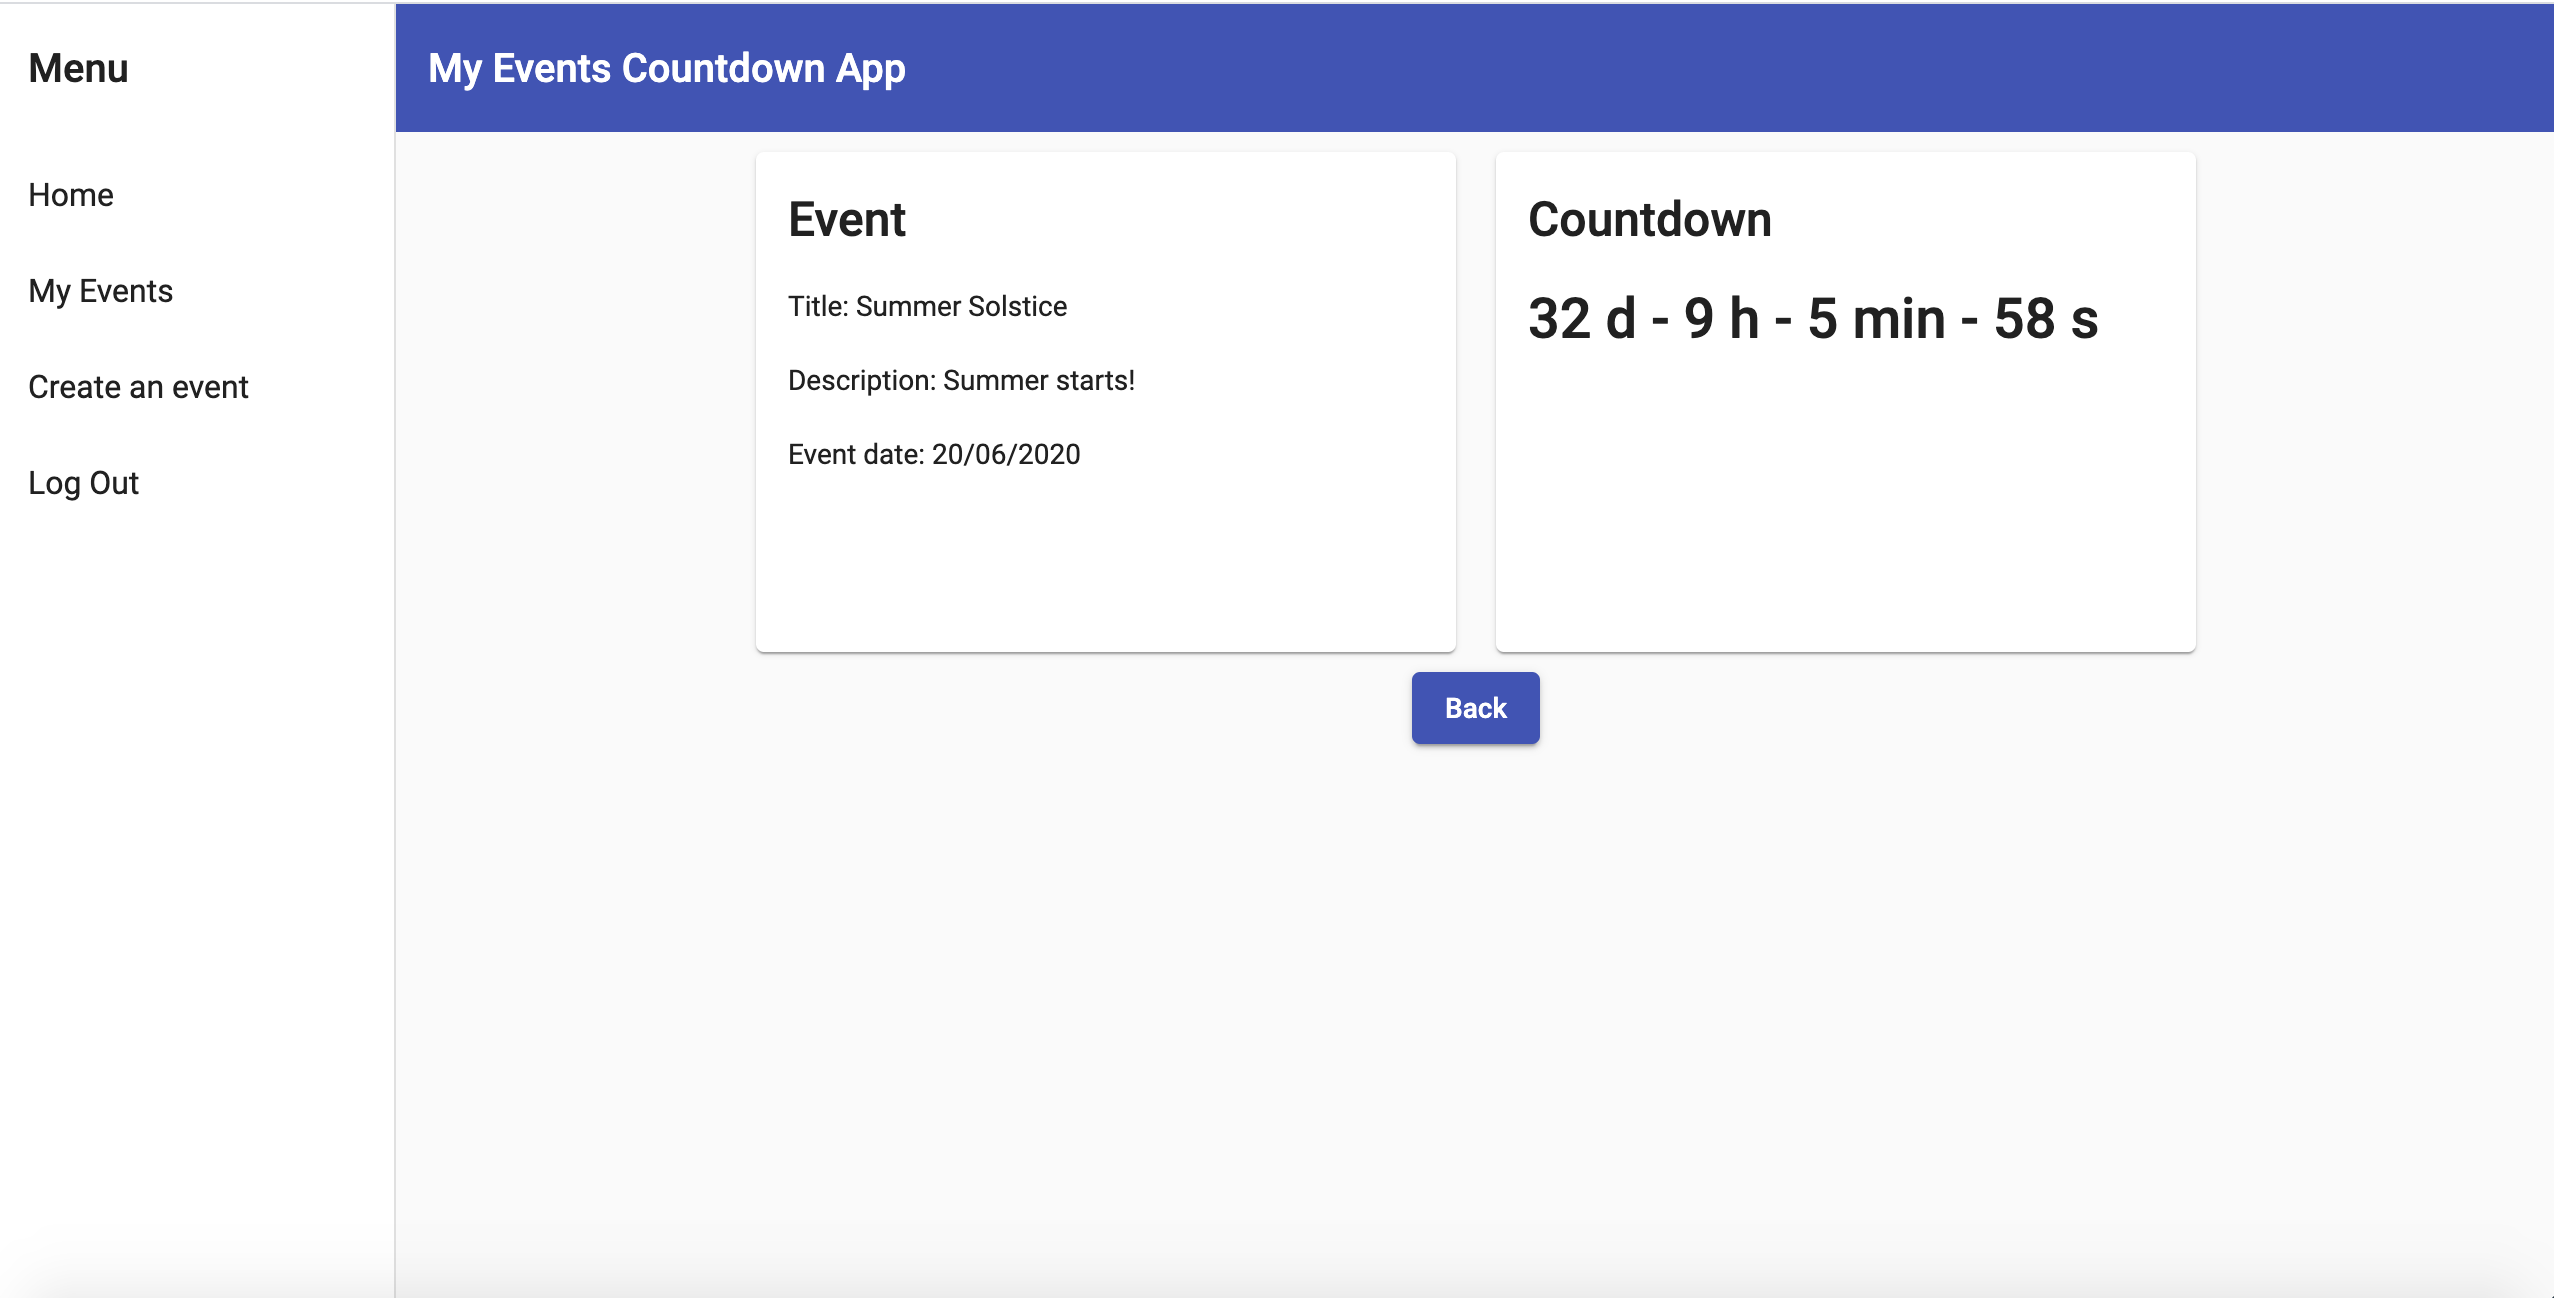 Menu
Home
My Events
Create an event
Log Out
My Events Countdown App
Event
Title: Summer Solstice
Description: Summer starts!
Event date: 20/06/2020
Countdown
32 d - 9 h - 5 min - 58 s
Back